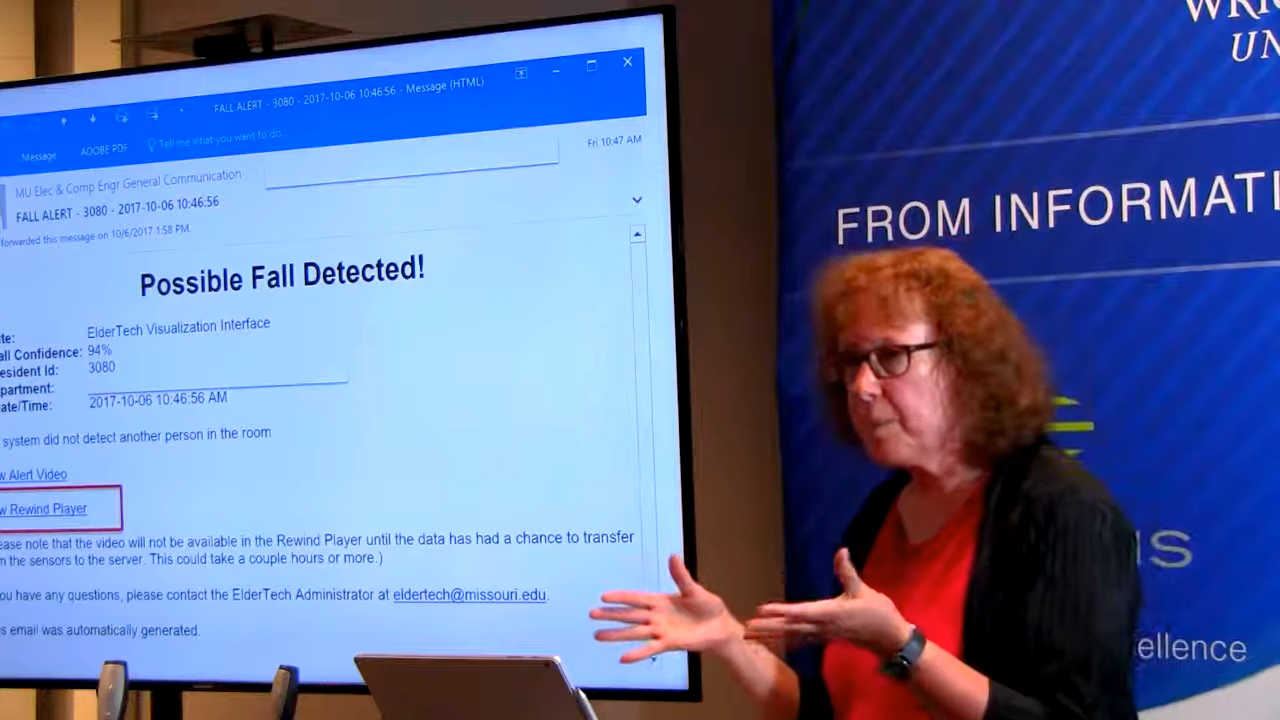 FALL ALERT - 3080 - 2017-10-06 10:46:56 - Message (HTML)
Message ADOBE PDF Tell me what you want to do...
Fri 10:47 AM
MU Elec & Comp Engr General Communication
FALL ALERT - 3080 - 2017-10-06 10:46:56
forwarded this message on 10/6/2017 1:58 PM.
Possible Fall Detected!
te: ElderTech Visualization Interface
all Confidence: 94%
esident Id: 3080
partment:
ate/Time: 2017-10-06 10:46:56 AM
system did not detect another person in the room
w Alert Video
w Rewind Player
ease note that the video will not be available in the Rewind Player until the data has had a chance to transfer
m the sensors to the server. This could take a couple hours or more.)
ou have any questions, please contact the ElderTech Administrator at eldertech@missouri.edu.
s email was automatically generated.
WRI
UN
FROM INFORMATI
IS
ellence